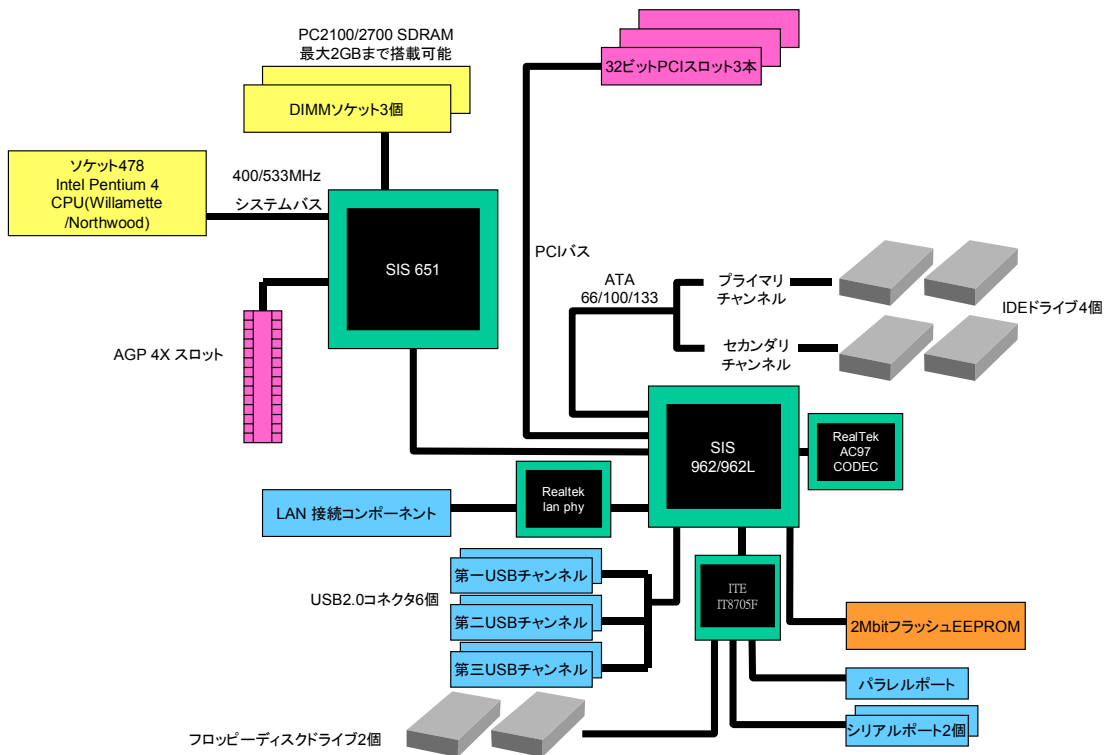 PC2100/2700 SDRAM
最大2GBまで搭載可能
DIMMソケット3個
32ビットPCIスロット3本
ソケット478
Intel Pentium 4
CPU(Willamette
/Northwood)
400/533MHz
システムバス
SIS 651
PCIバス
ATA
66/100/133
プライマリ
チャンネル
IDEドライブ4個
セカンダリ
チャンネル
AGP 4X スロット
SIS
962/962L
RealTek
AC97
CODEC
Realtek
lan phy
LAN 接続コンポーネント
第一USBチャンネル
USB2.0コネクタ6個
第二USBチャンネル
第三USBチャンネル
ITE
IT8705F
2MbitフラッシュEEPROM
パラレルポート
シリアルポート2個
フロッピーディスクドライブ2個